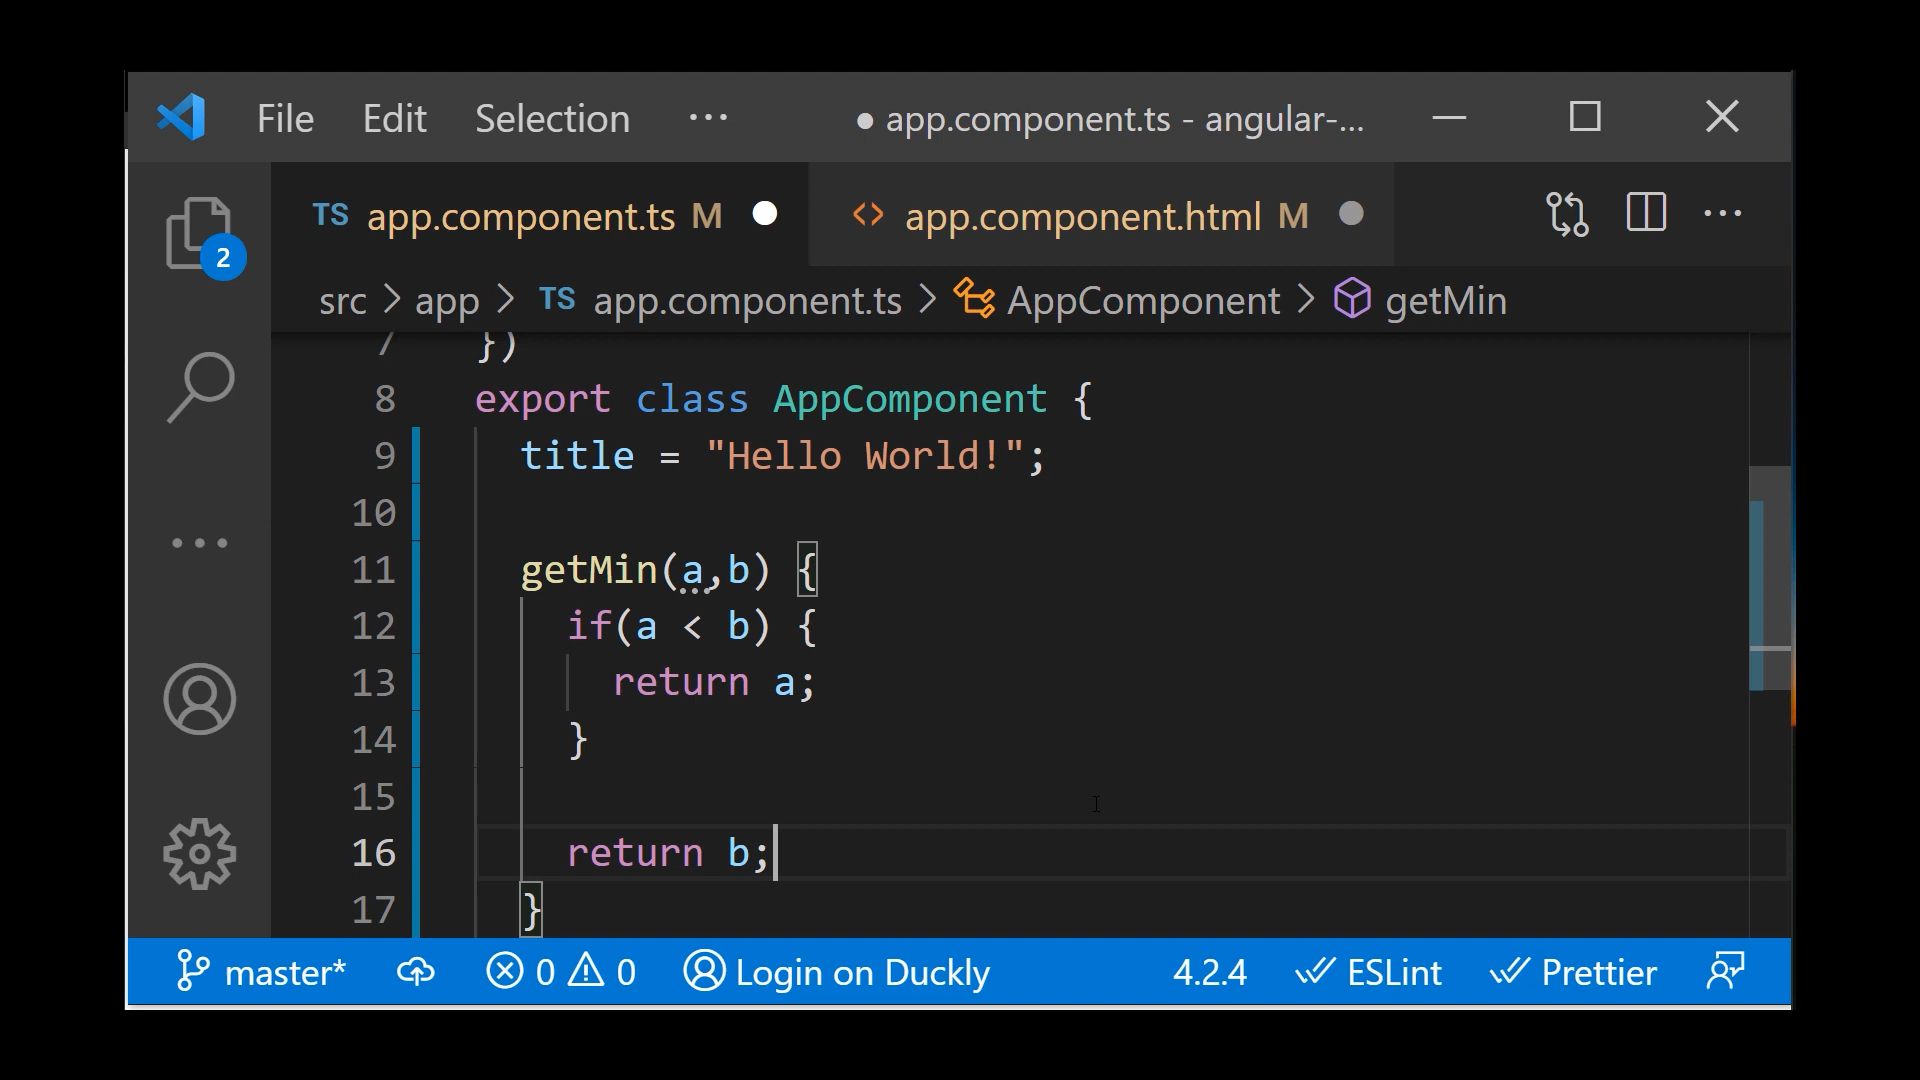 File Edit Selection ··· ● app.component.ts - angular-...
TS app.component.ts M ● <> app.component.html M ● ···
2
src > app > TS app.component.ts > AppComponent > getMin
7 })
8 export class AppComponent {
9 title = "Hello World!";
10
11 getMin(a,b) {
12 if(a < b) {
13 return a;
14 }
15
16 return b;
17 }
master* 0 0 Login on Duckly 4.2.4 ESLint Prettier